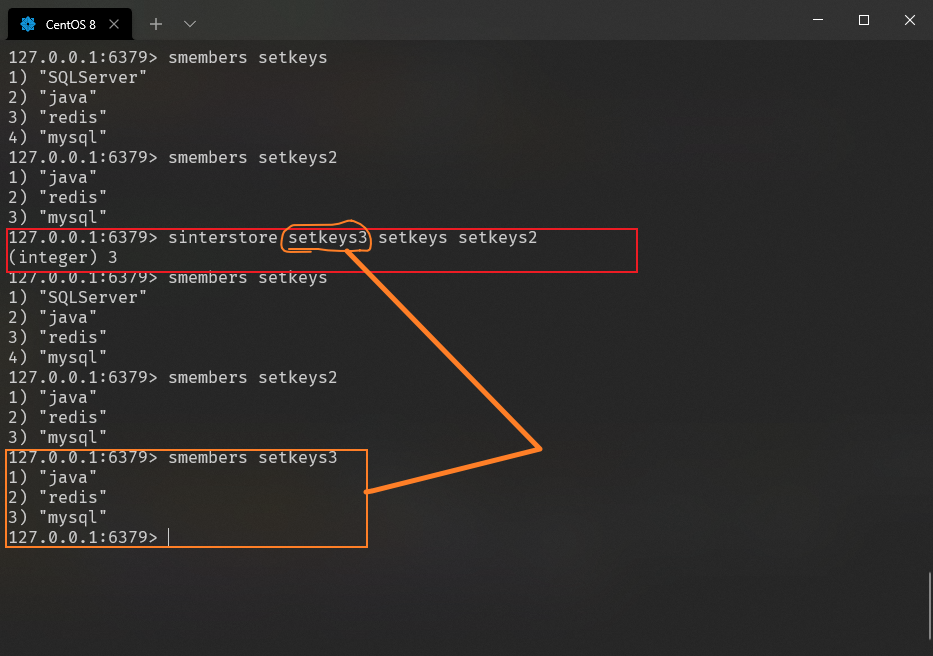 CentOS 8
127.0.0.1:6379> smembers setkeys
1) "SQLServer"
2) "java"
3) "redis"
4) "mysql"
127.0.0.1:6379> smembers setkeys2
1) "java"
2) "redis"
3) "mysql"
127.0.0.1:6379> sinterstore setkeys3 setkeys setkeys2
(integer) 3
127.0.0.1:6379> smembers setkeys
1) "SQLServer"
2) "java"
3) "redis"
4) "mysql"
127.0.0.1:6379> smembers setkeys2
1) "java"
2) "redis"
3) "mysql"
127.0.0.1:6379> smembers setkeys3
1) "java"
2) "redis"
3) "mysql"
127.0.0.1:6379>